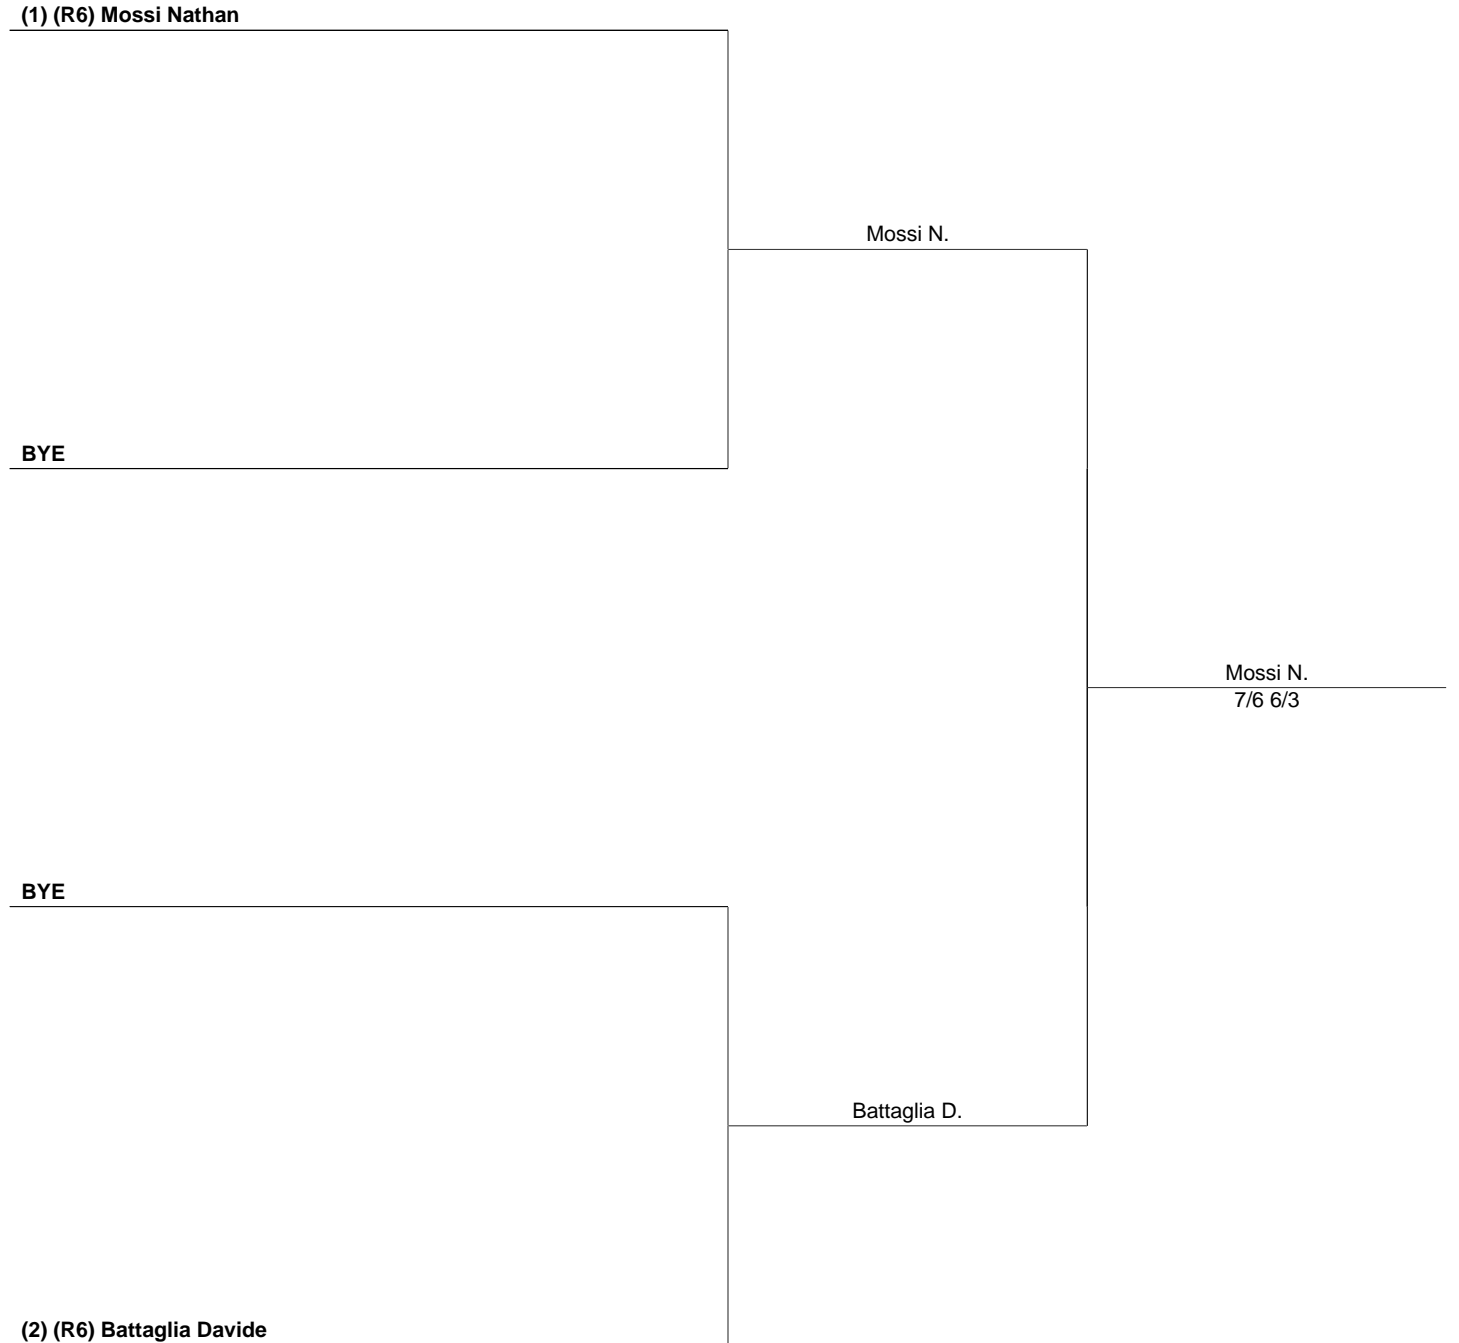 (1) (R6) Mossi Nathan
Mossi N.
BYE
Mossi N.
7/6 6/3
BYE
Battaglia D.
(2) (R6) Battaglia Davide